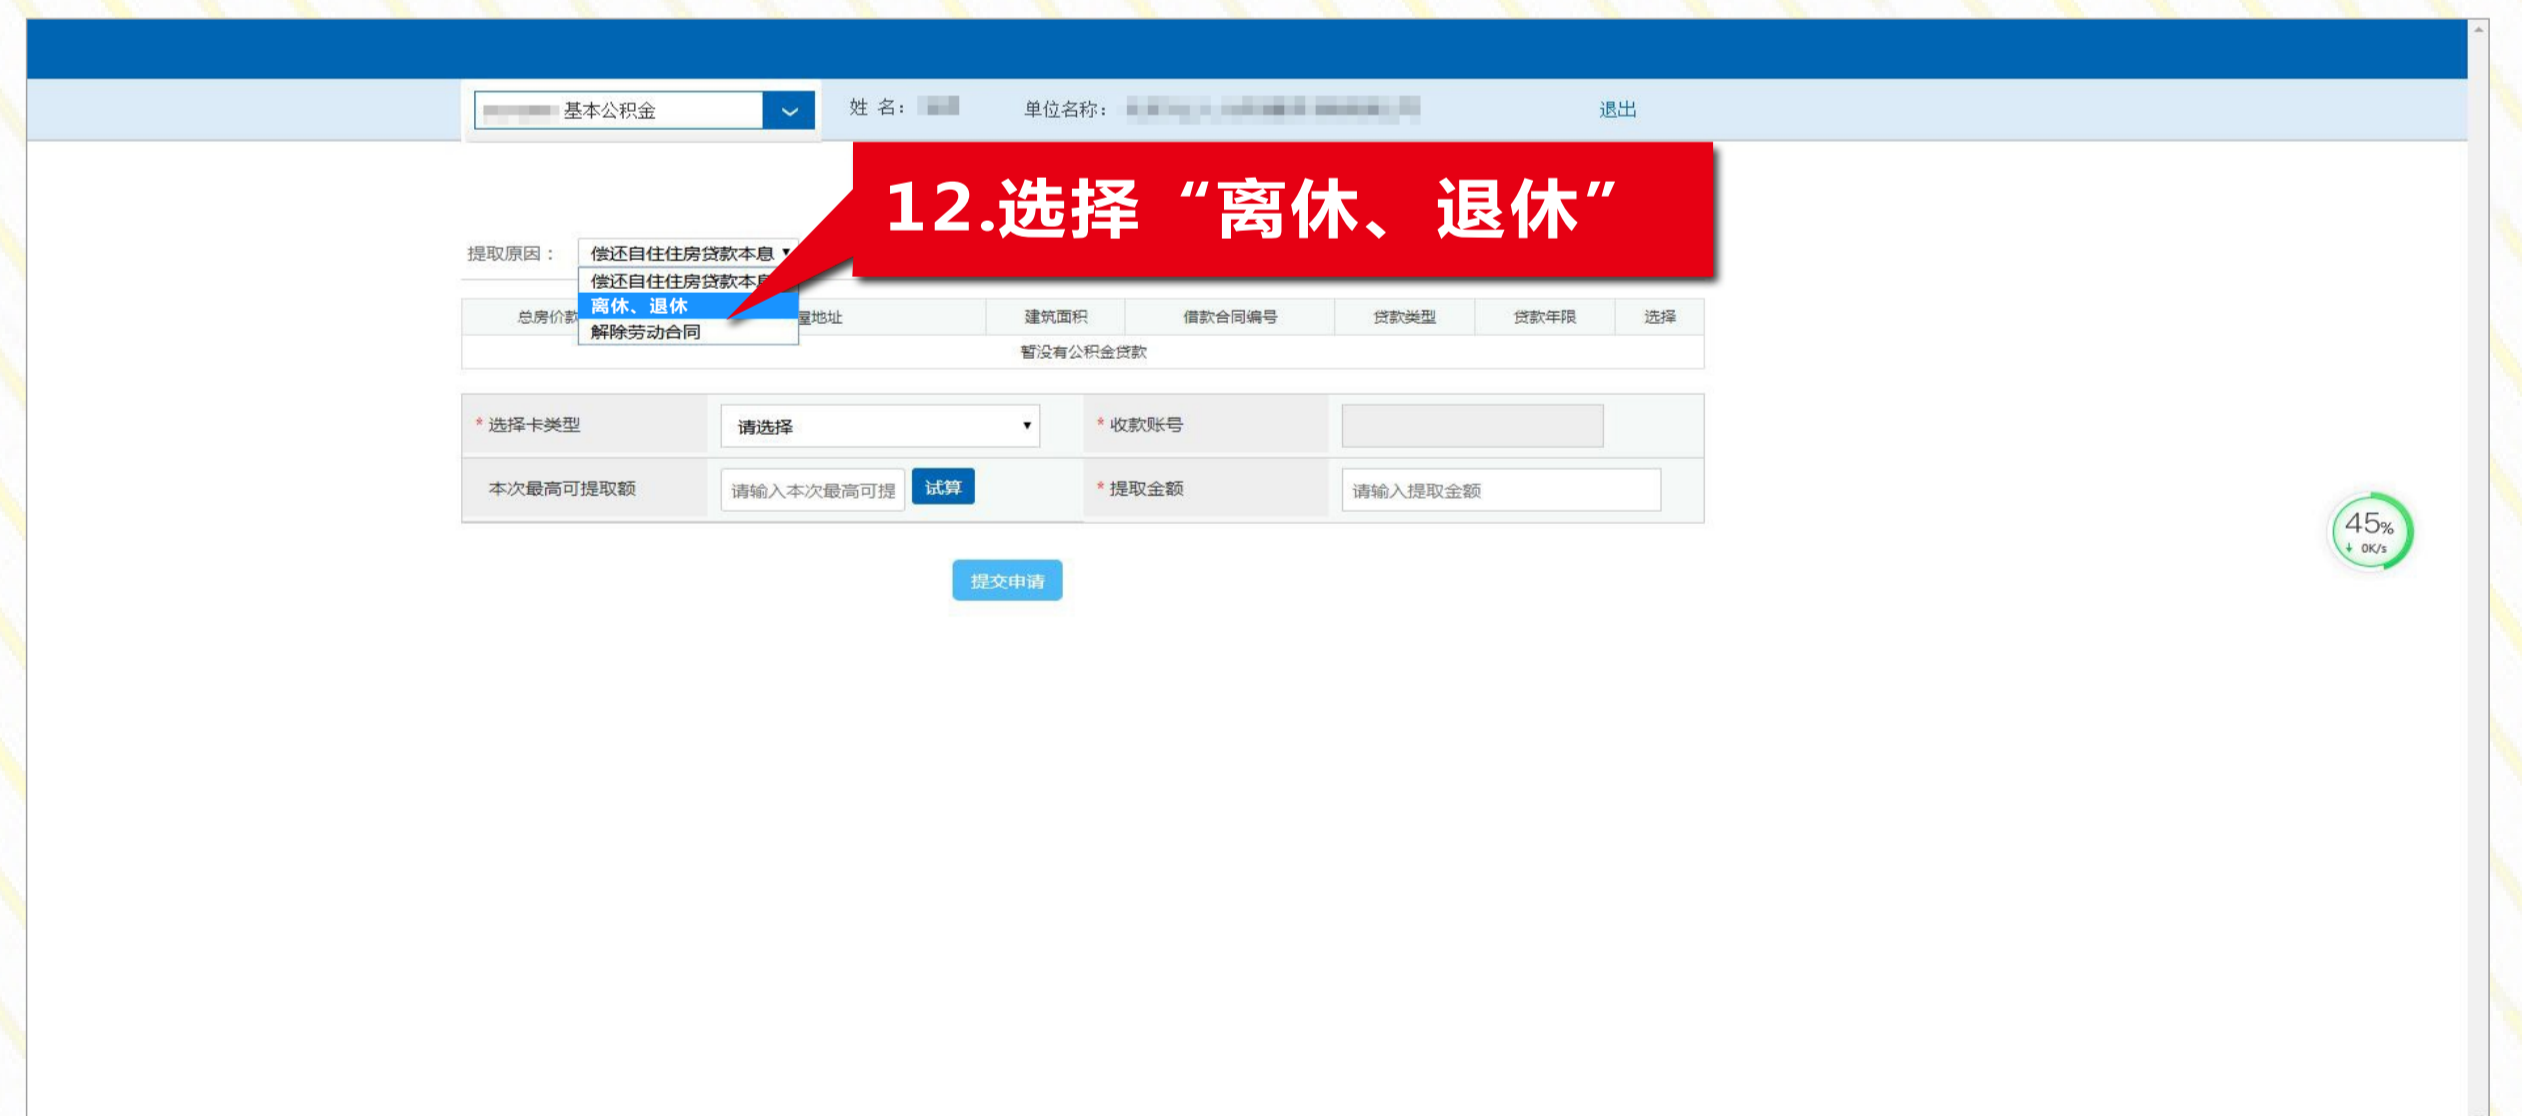 基本公积金
姓 名：
单位名称：
退出
12.选择“离休、退休”
提取原因：
偿还自住住房贷款本息
偿还自住住房贷款本息
离休、退休
解除劳动合同
总房价款
屋地址
建筑面积
借款合同编号
贷款类型
贷款年限
选择
暂没有公积金贷款
* 选择卡类型
请选择
* 收款账号
本次最高可提取额
请输入本次最高可提
试算
* 提取金额
请输入提取金额
提交申请
45%
0K/s